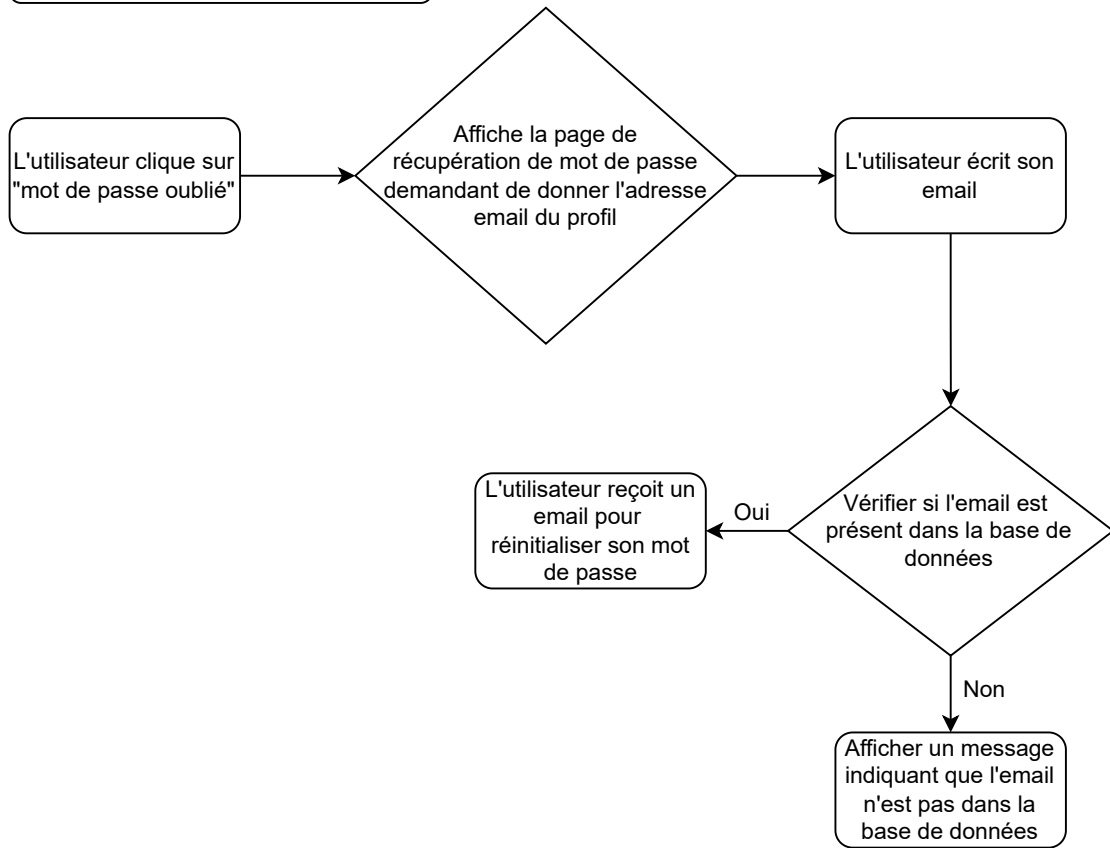 L'utilisateur clique sur
"mot de passe oublié"
Affiche la page de
récupération de mot de passe
demandant de donner l'adresse
email du profil
L'utilisateur écrit son
email
Vérifier si l'email est
présent dans la base de
données
Oui
L'utilisateur reçoit un
email pour
réinitialiser son mot
de passe
Non
Afficher un message
indiquant que l'email
n'est pas dans la
base de données